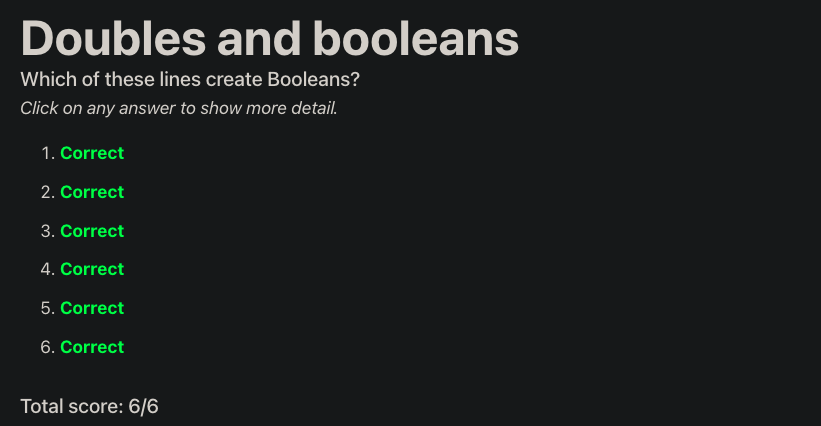 Doubles and booleans
Which of these lines create Booleans?
Click on any answer to show more detail.
1. Correct
2. Correct
3. Correct
4. Correct
5. Correct
6. Correct
Total score: 6/6